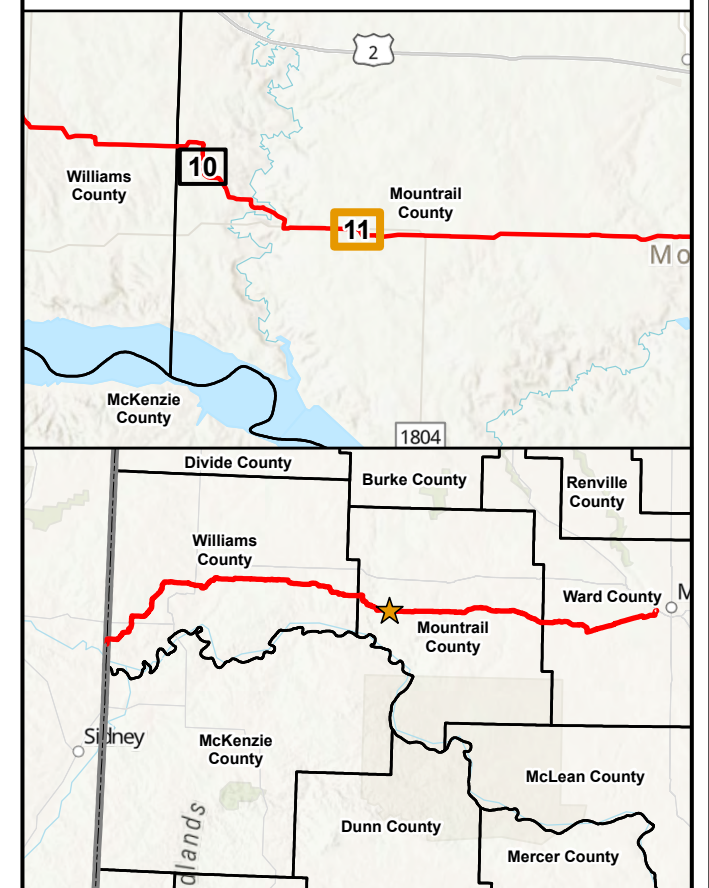 2
10
Williams
County
Mountrail
County
11
Mo
McKenzie
County
1804
Divide County
Burke County
Renville
County
Williams
County
Ward County
M
Mountrail
County
Sidney
McKenzie
County
McLean County
dlands
Dunn County
Mercer County